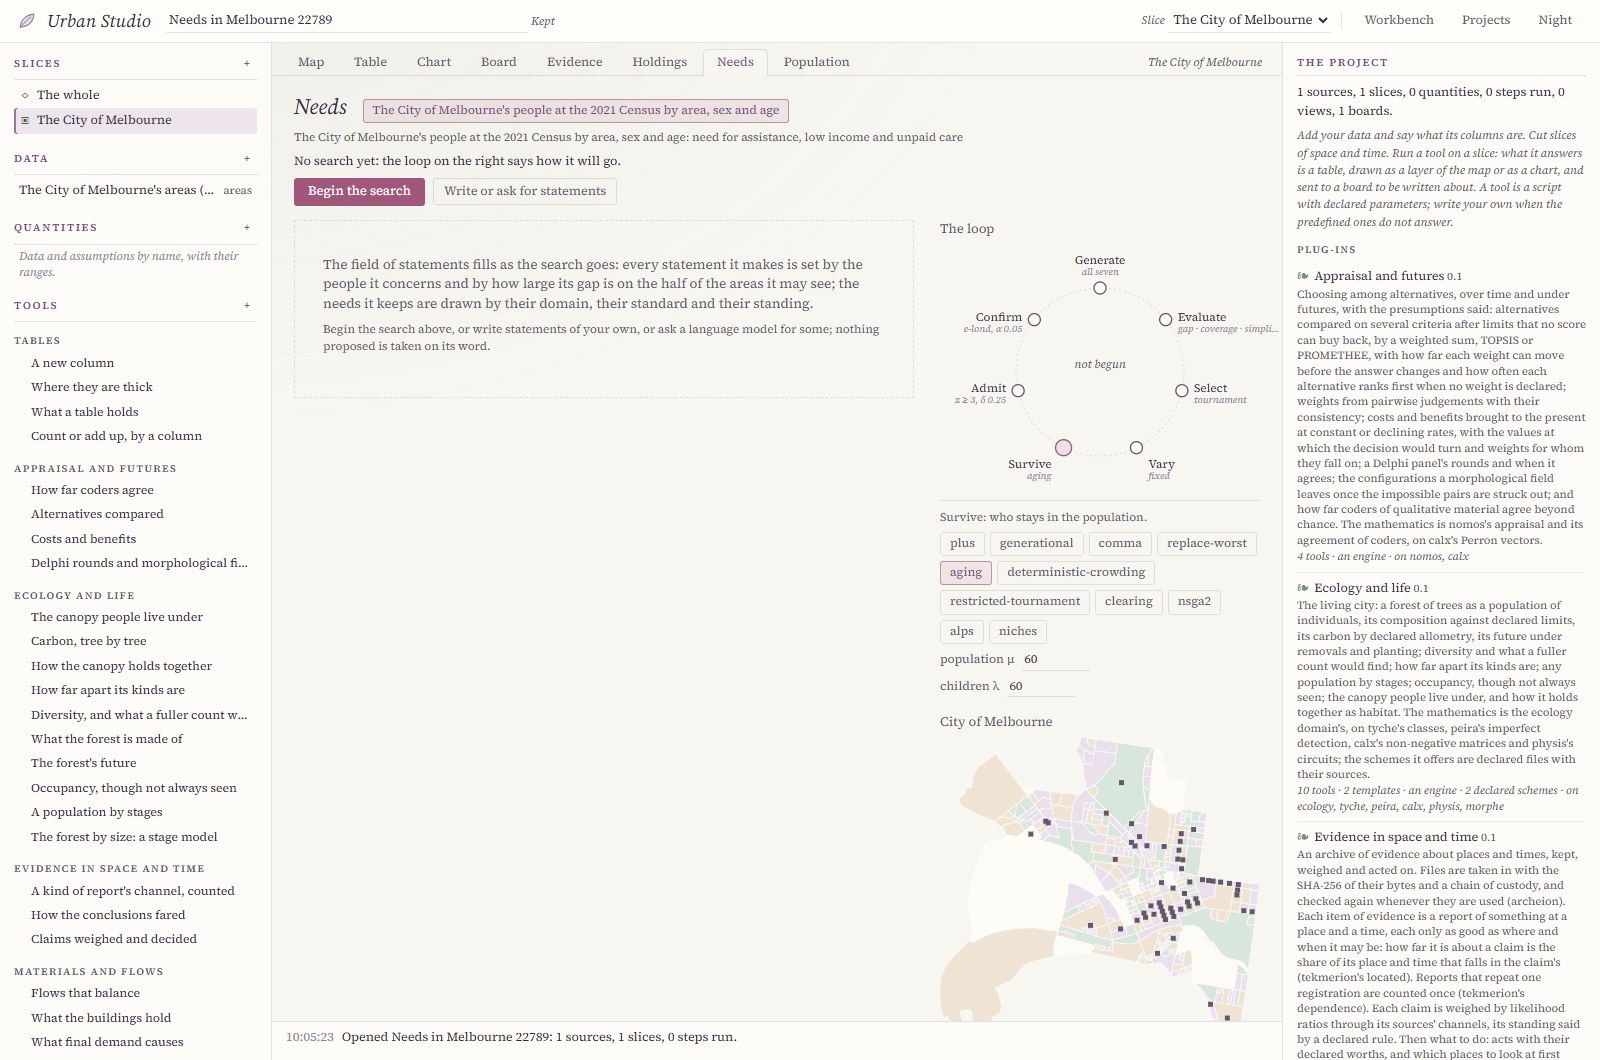 Urban Studio
Needs in Melbourne 22789
Kept
Slice The City of Melbourne
Workbench
Projects
Night
SLICES +
The whole
The City of Melbourne
DATA +
The City of Melbourne's areas (... areas
QUANTITIES +
Data and assumptions by name, with their
ranges.
TOOLS +
TABLES
A new column
Where they are thick
What a table holds
Count or add up, by a column
APPRAISAL AND FUTURES
How far coders agree
Alternatives compared
Costs and benefits
Delphi rounds and morphological fi...
ECOLOGY AND LIFE
The canopy people live under
Carbon, tree by tree
How the canopy holds together
How far apart its kinds are
Diversity, and what a fuller count w...
What the forest is made of
The forest's future
Occupancy, though not always seen
A population by stages
The forest by size: a stage model
EVIDENCE IN SPACE AND TIME
A kind of report's channel, counted
How the conclusions fared
Claims weighed and decided
MATERIALS AND FLOWS
Flows that balance
What the buildings hold
What final demand causes
Map
Table
Chart
Board
Evidence
Holdings
Needs
Population
The City of Melbourne
Needs
The City of Melbourne's people at the 2021 Census by area, sex and age
The City of Melbourne's people at the 2021 Census by area, sex and age: need for assistance, low income and unpaid care
No search yet: the loop on the right says how it will go.
Begin the search
Write or ask for statements
The field of statements fills as the search goes: every statement it makes is set by the
people it concerns and by how large its gap is on the half of the areas it may see; the
needs it keeps are drawn by their domain, their standard and their standing.
Begin the search above, or write statements of your own, or ask a language model for some; nothing
proposed is taken on its word.
The loop
Generate
all seven
Confirm
e-lond, α 0.05
Evaluate
gap · coverage · simpli...
not begun
Admit
z ≥ 3, δ 0.25
Select
tournament
Survive
aging
Vary
fixed
Survive: who stays in the population.
plus
generational
comma
replace-worst
aging
deterministic-crowding
restricted-tournament
clearing
nsga2
alps
niches
population μ 60
children λ 60
City of Melbourne
10:05:23 Opened Needs in Melbourne 22789: 1 sources, 1 slices, 0 steps run.
THE PROJECT
1 sources, 1 slices, 0 quantities, 0 steps run, 0
views, 1 boards.
Add your data and say what its columns are. Cut slices
of space and time. Run a tool on a slice: what it answers
is a table, drawn as a layer of the map or as a chart, and
sent to a board to be written about. A tool is a script
with declared parameters; write your own when the
predefined ones do not answer.
PLUG-INS
Appraisal and futures 0.1
Choosing among alternatives, over time and under
futures, with the presumptions said: alternatives
compared on several criteria after limits that no score
can buy back, by a weighted sum, TOPSIS or
PROMETHEE, with how far each weight can move
before the answer changes and how often each
alternative ranks first when no weight is declared;
weights from pairwise judgements with their
consistency; costs and benefits brought to the present
at constant or declining rates, with the values at
which the decision would turn and weights for whom
they fall on; a Delphi panel's rounds and when it
agrees; the configurations a morphological field
leaves once the impossible pairs are struck out; and
how far coders of qualitative material agree beyond
chance. The mathematics is nomos's appraisal and its
agreement of coders, on calx's Perron vectors.
4 tools · an engine · on nomos, calx
Ecology and life 0.1
The living city: a forest of trees as a population of
individuals, its composition against declared limits,
its carbon by declared allometry, its future under
removals and planting; diversity and what a fuller
count would find; how far apart its kinds are; any
population by stages; occupancy, though not always
seen; the canopy people live under, and how it holds
together as habitat. The mathematics is the ecology
domain's, on tyche's classes, peira's imperfect
detection, calx's non-negative matrices and physis's
circuits; the schemes it offers are declared files with
their sources.
10 tools · 2 templates · an engine · 2 declared schemes · on
ecology, tyche, peira, calx, physis, morphe
Evidence in space and time 0.1
An archive of evidence about places and times, kept,
weighed and acted on. Files are taken in with the
SHA-256 of their bytes and a chain of custody, and
checked again whenever they are used (archeion).
Each item of evidence is a report of something at a
place and a time, each only as good as where and
when it may be: how far it is about a claim is the
share of its place and time that falls in the claim's
(tekmerion's located). Reports that repeat one
registration are counted once (tekmerion's
dependence). Each claim is weighed by likelihood
ratios through its sources' channels, its standing said
by a declared rule. Then what to do: acts with their
declared worths, and which places to look at first